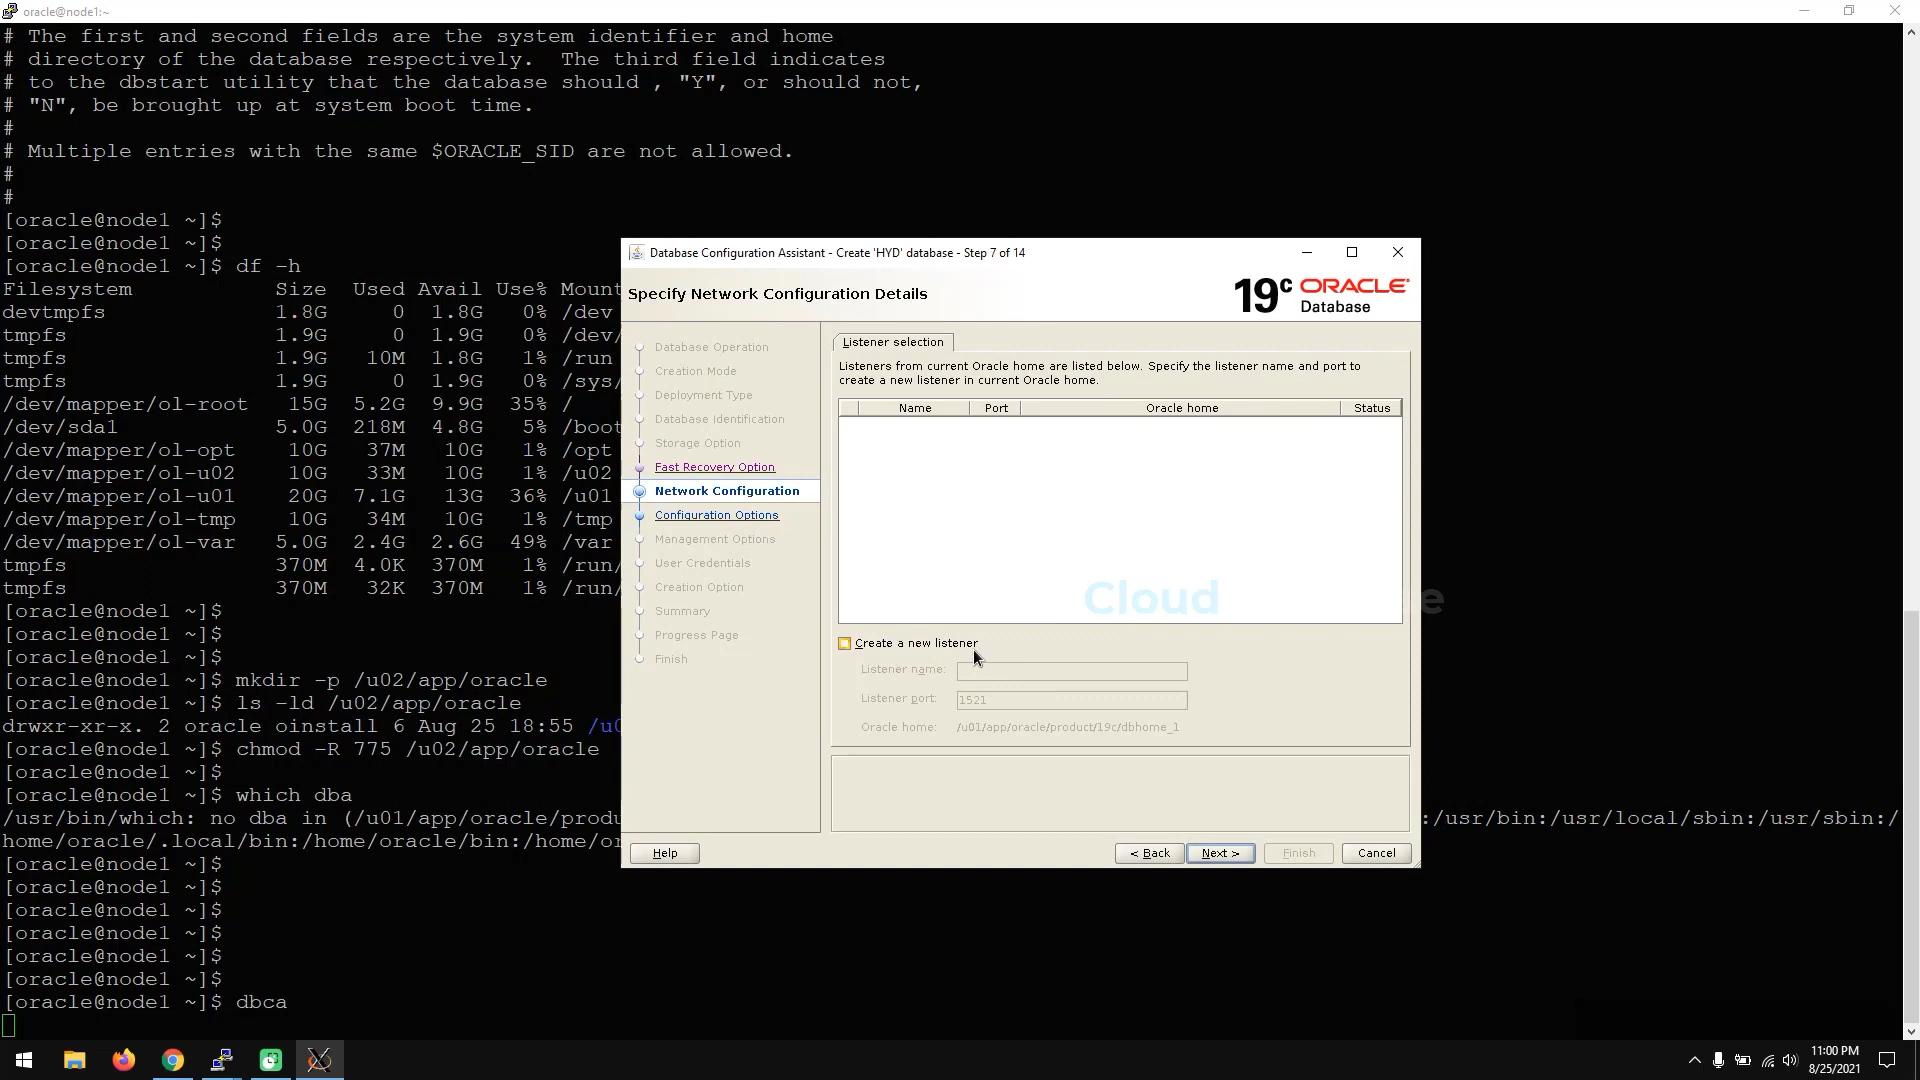 oracle@node1:~
# The first and second fields are the system identifier and home
# directory of the database respectively.  The third field indicates
# to the dbstart utility that the database should , "Y", or should not,
# "N", be brought up at system boot time.
#
# Multiple entries with the same $ORACLE_SID are not allowed.
#
#
[oracle@node1 ~]$
[oracle@node1 ~]$
[oracle@node1 ~]$ df -h
Filesystem Size Used Avail Use% Mount
devtmpfs 1.8G 0 1.8G 0% /dev
tmpfs 1.9G 0 1.9G 0% /dev/
tmpfs 1.9G 10M 1.8G 1% /run
tmpfs 1.9G 0 1.9G 0% /sys/
/dev/mapper/ol-root 15G 5.2G 9.9G 35% /
/dev/sda1 5.0G 218M 4.8G 5% /boot
/dev/mapper/ol-opt 10G 37M 10G 1% /opt
/dev/mapper/ol-u02 10G 33M 10G 1% /u02
/dev/mapper/ol-u01 20G 7.1G 13G 36% /u01
/dev/mapper/ol-tmp 10G 34M 10G 1% /tmp
/dev/mapper/ol-var 5.0G 2.4G 2.6G 49% /var
tmpfs 370M 4.0K 370M 1% /run/
tmpfs 370M 32K 370M 1% /run/
[oracle@node1 ~]$
[oracle@node1 ~]$
[oracle@node1 ~]$
[oracle@node1 ~]$ mkdir -p /u02/app/oracle
[oracle@node1 ~]$ ls -ld /u02/app/oracle
drwxr-xr-x. 2 oracle oinstall 6 Aug 25 18:55 /u0
[oracle@node1 ~]$ chmod -R 775 /u02/app/oracle
[oracle@node1 ~]$
[oracle@node1 ~]$ which dba
/usr/bin/which: no dba in (/u01/app/oracle/produ :/usr/bin:/usr/local/sbin:/usr/sbin:/
home/oracle/.local/bin:/home/oracle/bin:/home/or
[oracle@node1 ~]$
[oracle@node1 ~]$
[oracle@node1 ~]$
[oracle@node1 ~]$
[oracle@node1 ~]$
[oracle@node1 ~]$
[oracle@node1 ~]$ dbca
Database Configuration Assistant - Create 'HYD' database - Step 7 of 14
Specify Network Configuration Details
19c ORACLE
Database
Database Operation
Creation Mode
Deployment Type
Database Identification
Storage Option
Fast Recovery Option
Network Configuration
Configuration Options
Management Options
User Credentials
Creation Option
Summary
Progress Page
Finish
Listener selection
Listeners from current Oracle home are listed below. Specify the listener name and port to
create a new listener in current Oracle home.
Name Port Oracle home Status
Cloud
Create a new listener
Listener name:
Listener port: 1521
Oracle home: /u01/app/oracle/product/19c/dbhome_1
Help < Back Next > Finish Cancel
11:00 PM
8/25/2021